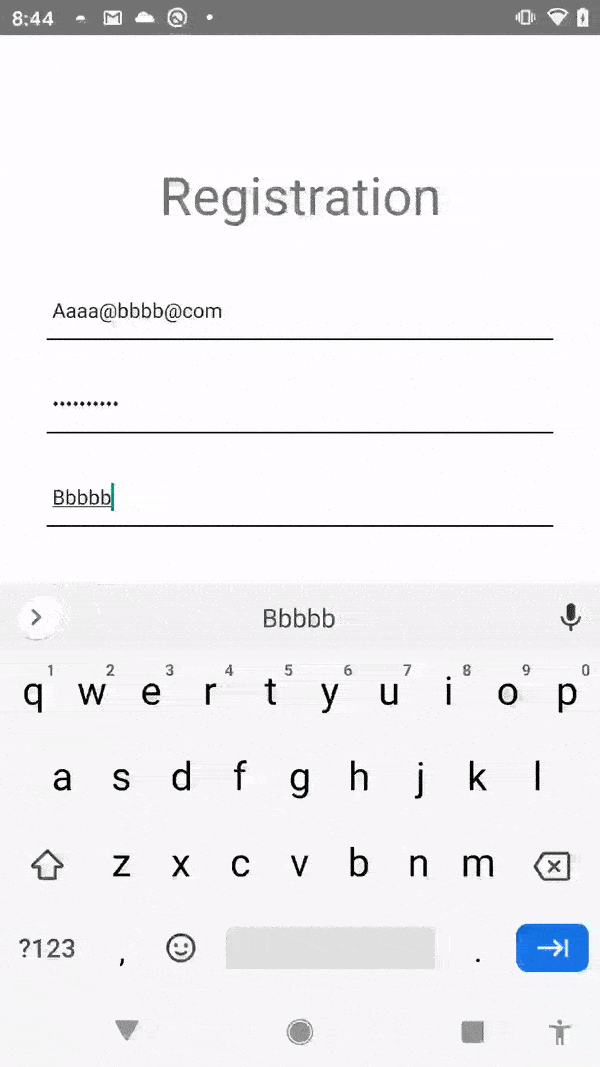 8:44
Registration
Aaaa@bbbb@com
••••••••••
Bbbbb
Bbbbb
1 2 3 4 5 6 7 8 9 0
q w e r t y u i o p
a s d f g h j k l
z x c v b n m
?123 , .